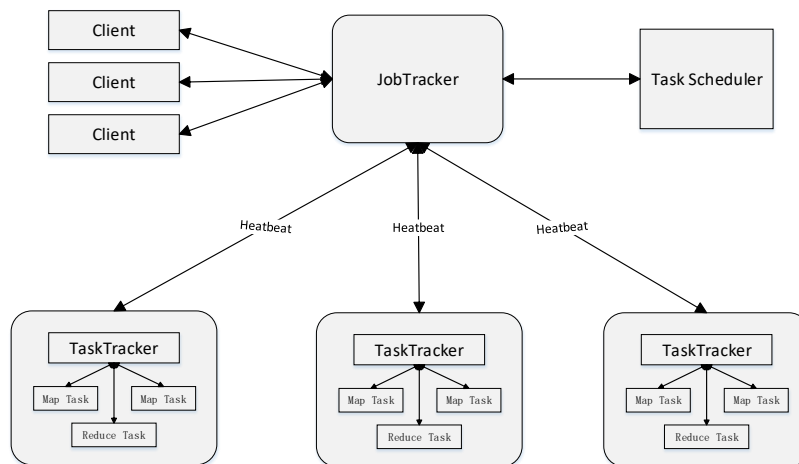 Client
Client
Client
JobTracker
Task Scheduler
Heatbeat
Heatbeat
Heatbeat
TaskTracker
Map Task
Map Task
Reduce Task
TaskTracker
Map Task
Map Task
Reduce Task
TaskTracker
Map Task
Map Task
Reduce Task